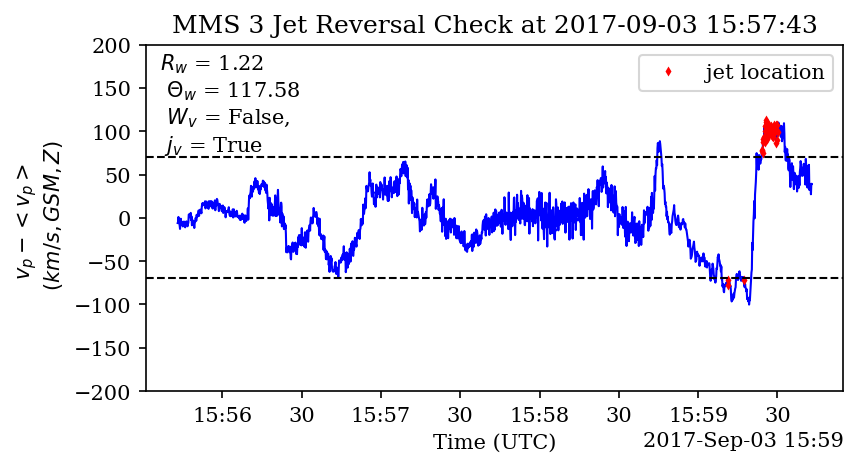 MMS 3 Jet Reversal Check at 2017-09-03 15:57:43
R_w = 1.22
Θ_w = 117.58
W_v = False,
j_v = True
jet location
v_p − < v_p >
(km/s, GSM, Z)
200
150
100
50
0
−50
−100
−150
−200
15:56 30 15:57 30 15:58 30 15:59 30
Time (UTC)
2017-Sep-03 15:59